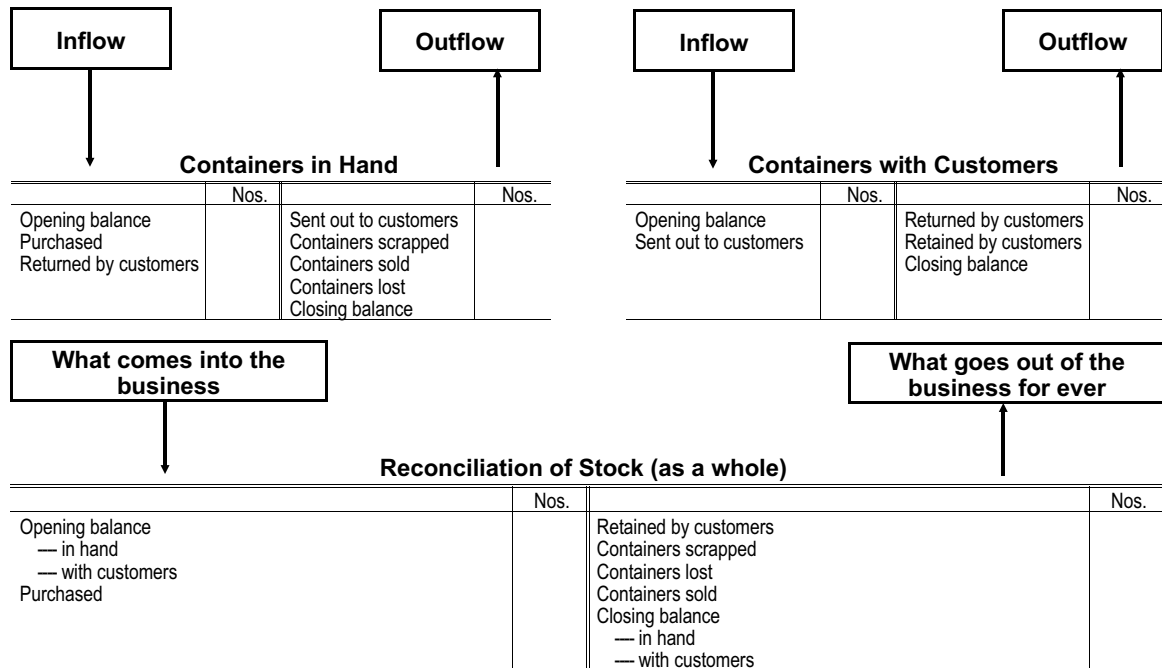 Inflow
Outflow
Inflow
Outflow
Containers in Hand
Containers with Customers
Nos. Nos.
Nos. Nos.
Opening balance
Purchased
Returned by customers
Sent out to customers
Containers scrapped
Containers sold
Containers lost
Closing balance
Opening balance
Sent out to customers
Returned by customers
Retained by customers
Closing balance
What comes into the
business
What goes out of the
business for ever
Reconciliation of Stock (as a whole)
Nos. Nos.
Opening balance
---- in hand
---- with customers
Purchased
Retained by customers
Containers scrapped
Containers lost
Containers sold
Closing balance
---- in hand
---- with customers